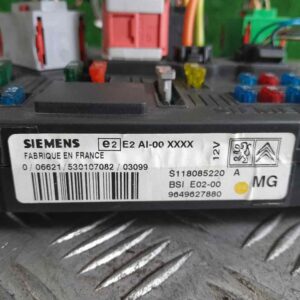 SIEMENS e2 E2 AI-00 XXXX
FABRIQUE EN FRANCE
0 / 06621 / 530107082 / 03099
12V
S118085220 A
BSI E02-00
9649627880
MG